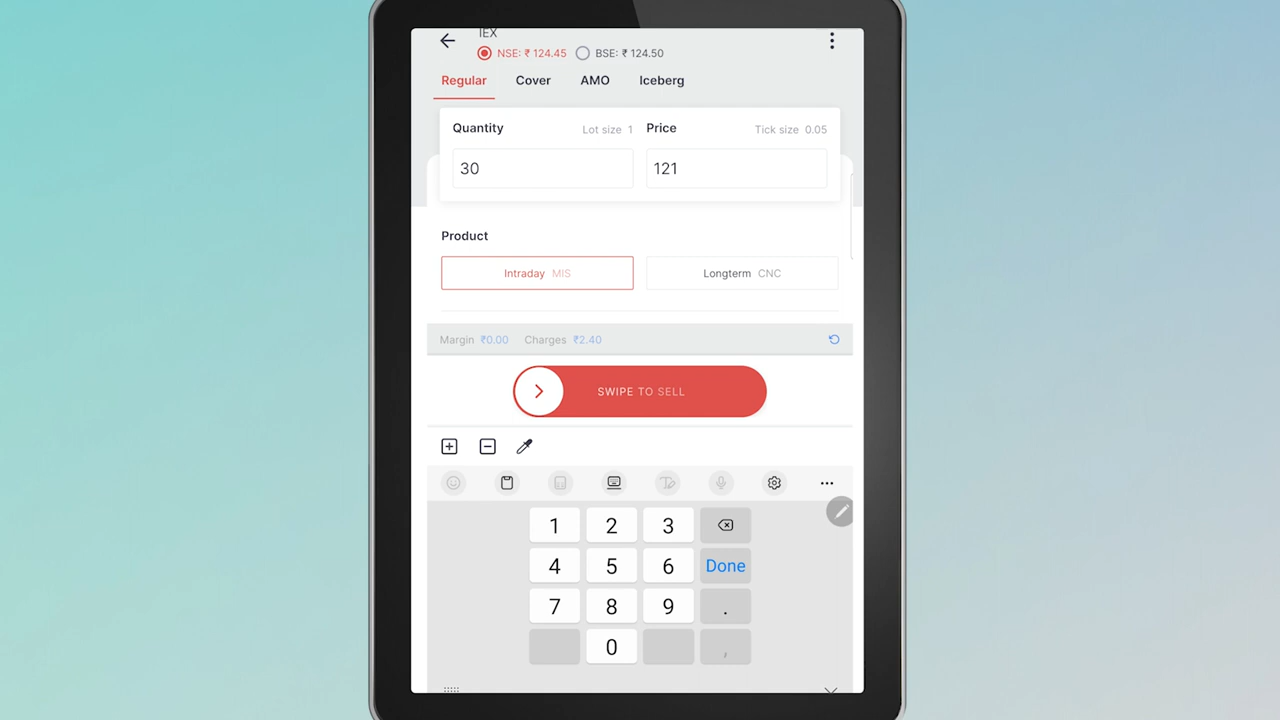 IEX
NSE: ₹ 124.45 BSE: ₹ 124.50
Regular Cover AMO Iceberg
Quantity Lot size 1 Price Tick size 0.05
30 121
Product
Intraday MIS Longterm CNC
Margin ₹0.00 Charges ₹2.40
SWIPE TO SELL
1 2 3
4 5 6 Done
7 8 9 .
0 ,